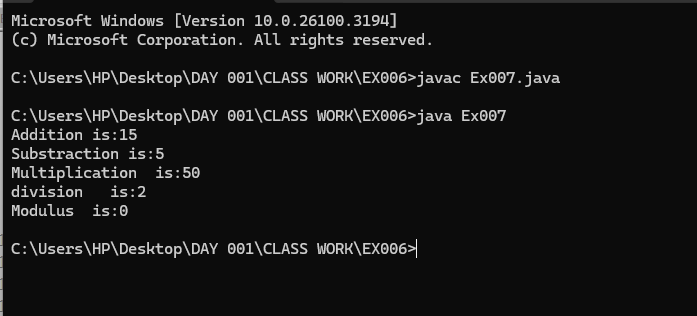 Microsoft Windows [Version 10.0.26100.3194]
(c) Microsoft Corporation. All rights reserved.
C:\Users\HP\Desktop\DAY 001\CLASS WORK\EX006>javac Ex007.java
C:\Users\HP\Desktop\DAY 001\CLASS WORK\EX006>java Ex007
Addition is:15
Substraction is:5
Multiplication  is:50
division   is:2
Modulus  is:0
C:\Users\HP\Desktop\DAY 001\CLASS WORK\EX006>